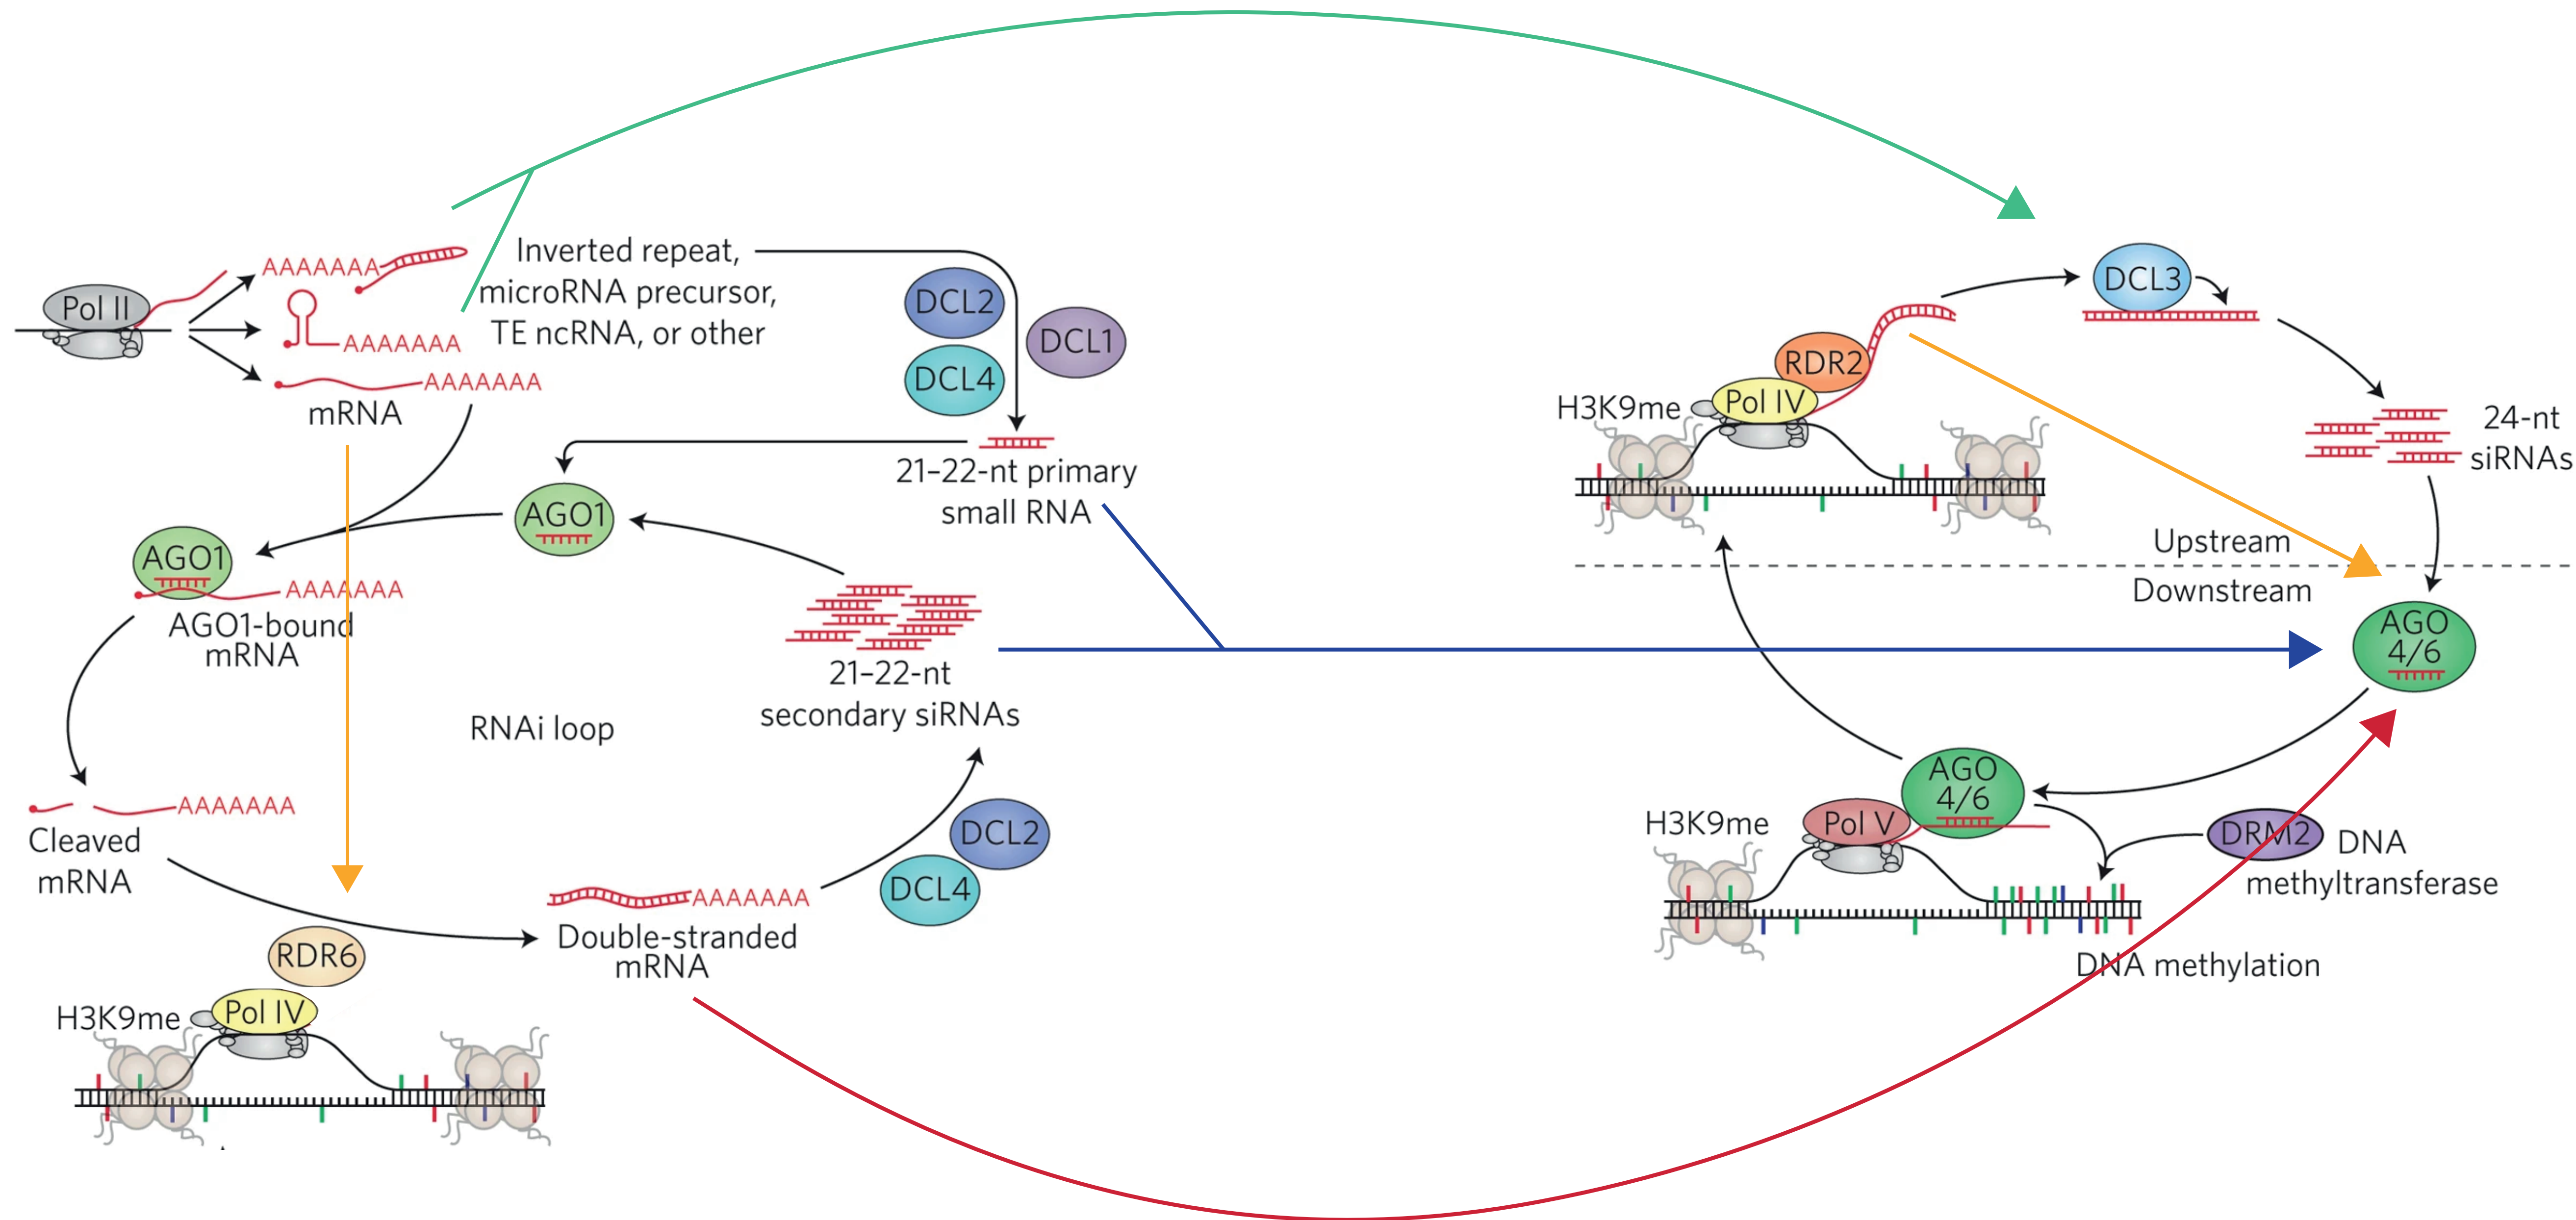 Pol II
AAAAAAA
AAAAAAA
AAAAAAA
mRNA
Inverted repeat,
microRNA precursor,
TE ncRNA, or other
DCL2
DCL1
DCL4
21–22-nt primary
small RNA
AGO1
AGO1
AAAAAAA
AGO1-bound
mRNA
21–22-nt
secondary siRNAs
RNAi loop
AAAAAAA
Cleaved
mRNA
DCL2
DCL4
AAAAAAA
Double-stranded
mRNA
RDR6
Pol IV
H3K9me
DCL3
RDR2
Pol IV
H3K9me
24-nt
siRNAs
Upstream
Downstream
AGO
4/6
AGO
4/6
Pol V
H3K9me
DRM2
DNA
methyltransferase
DNA methylation